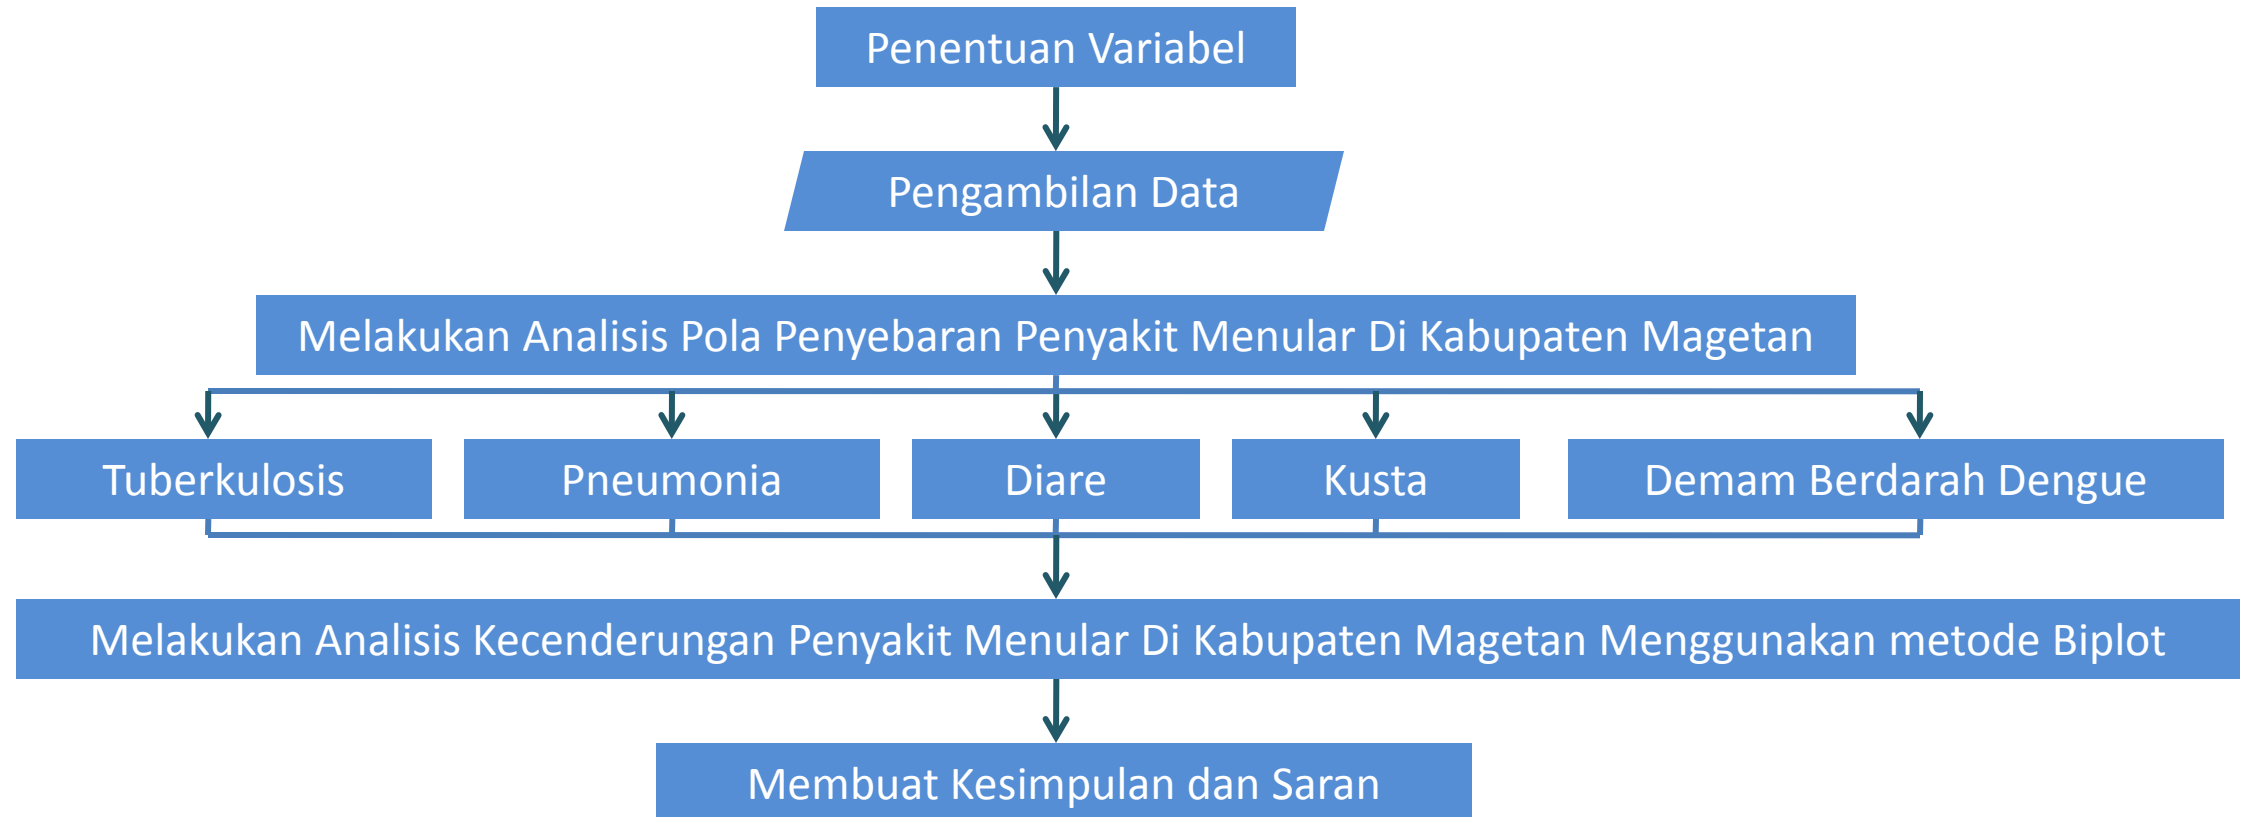 Penentuan Variabel
Pengambilan Data
Melakukan Analisis Pola Penyebaran Penyakit Menular Di Kabupaten Magetan
Tuberkulosis
Pneumonia
Diare
Kusta
Demam Berdarah Dengue
Melakukan Analisis Kecenderungan Penyakit Menular Di Kabupaten Magetan Menggunakan metode Biplot
Membuat Kesimpulan dan Saran